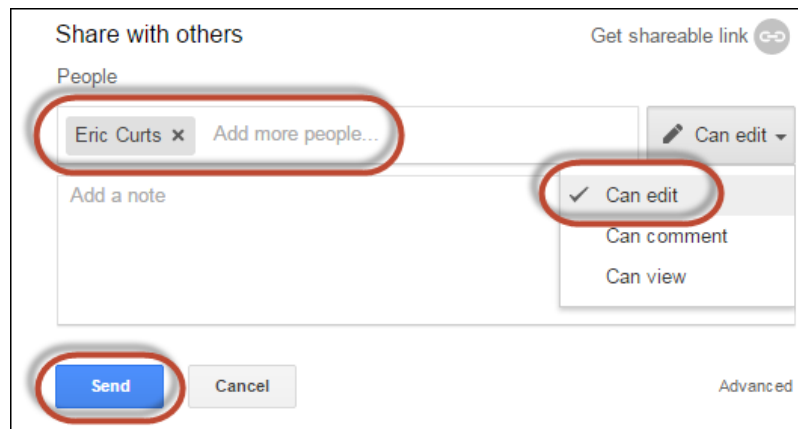 Share with others
Get shareable link
People
Eric Curts × Add more people...
Can edit
Add a note
Can edit
Can comment
Can view
Send
Cancel
Advanced